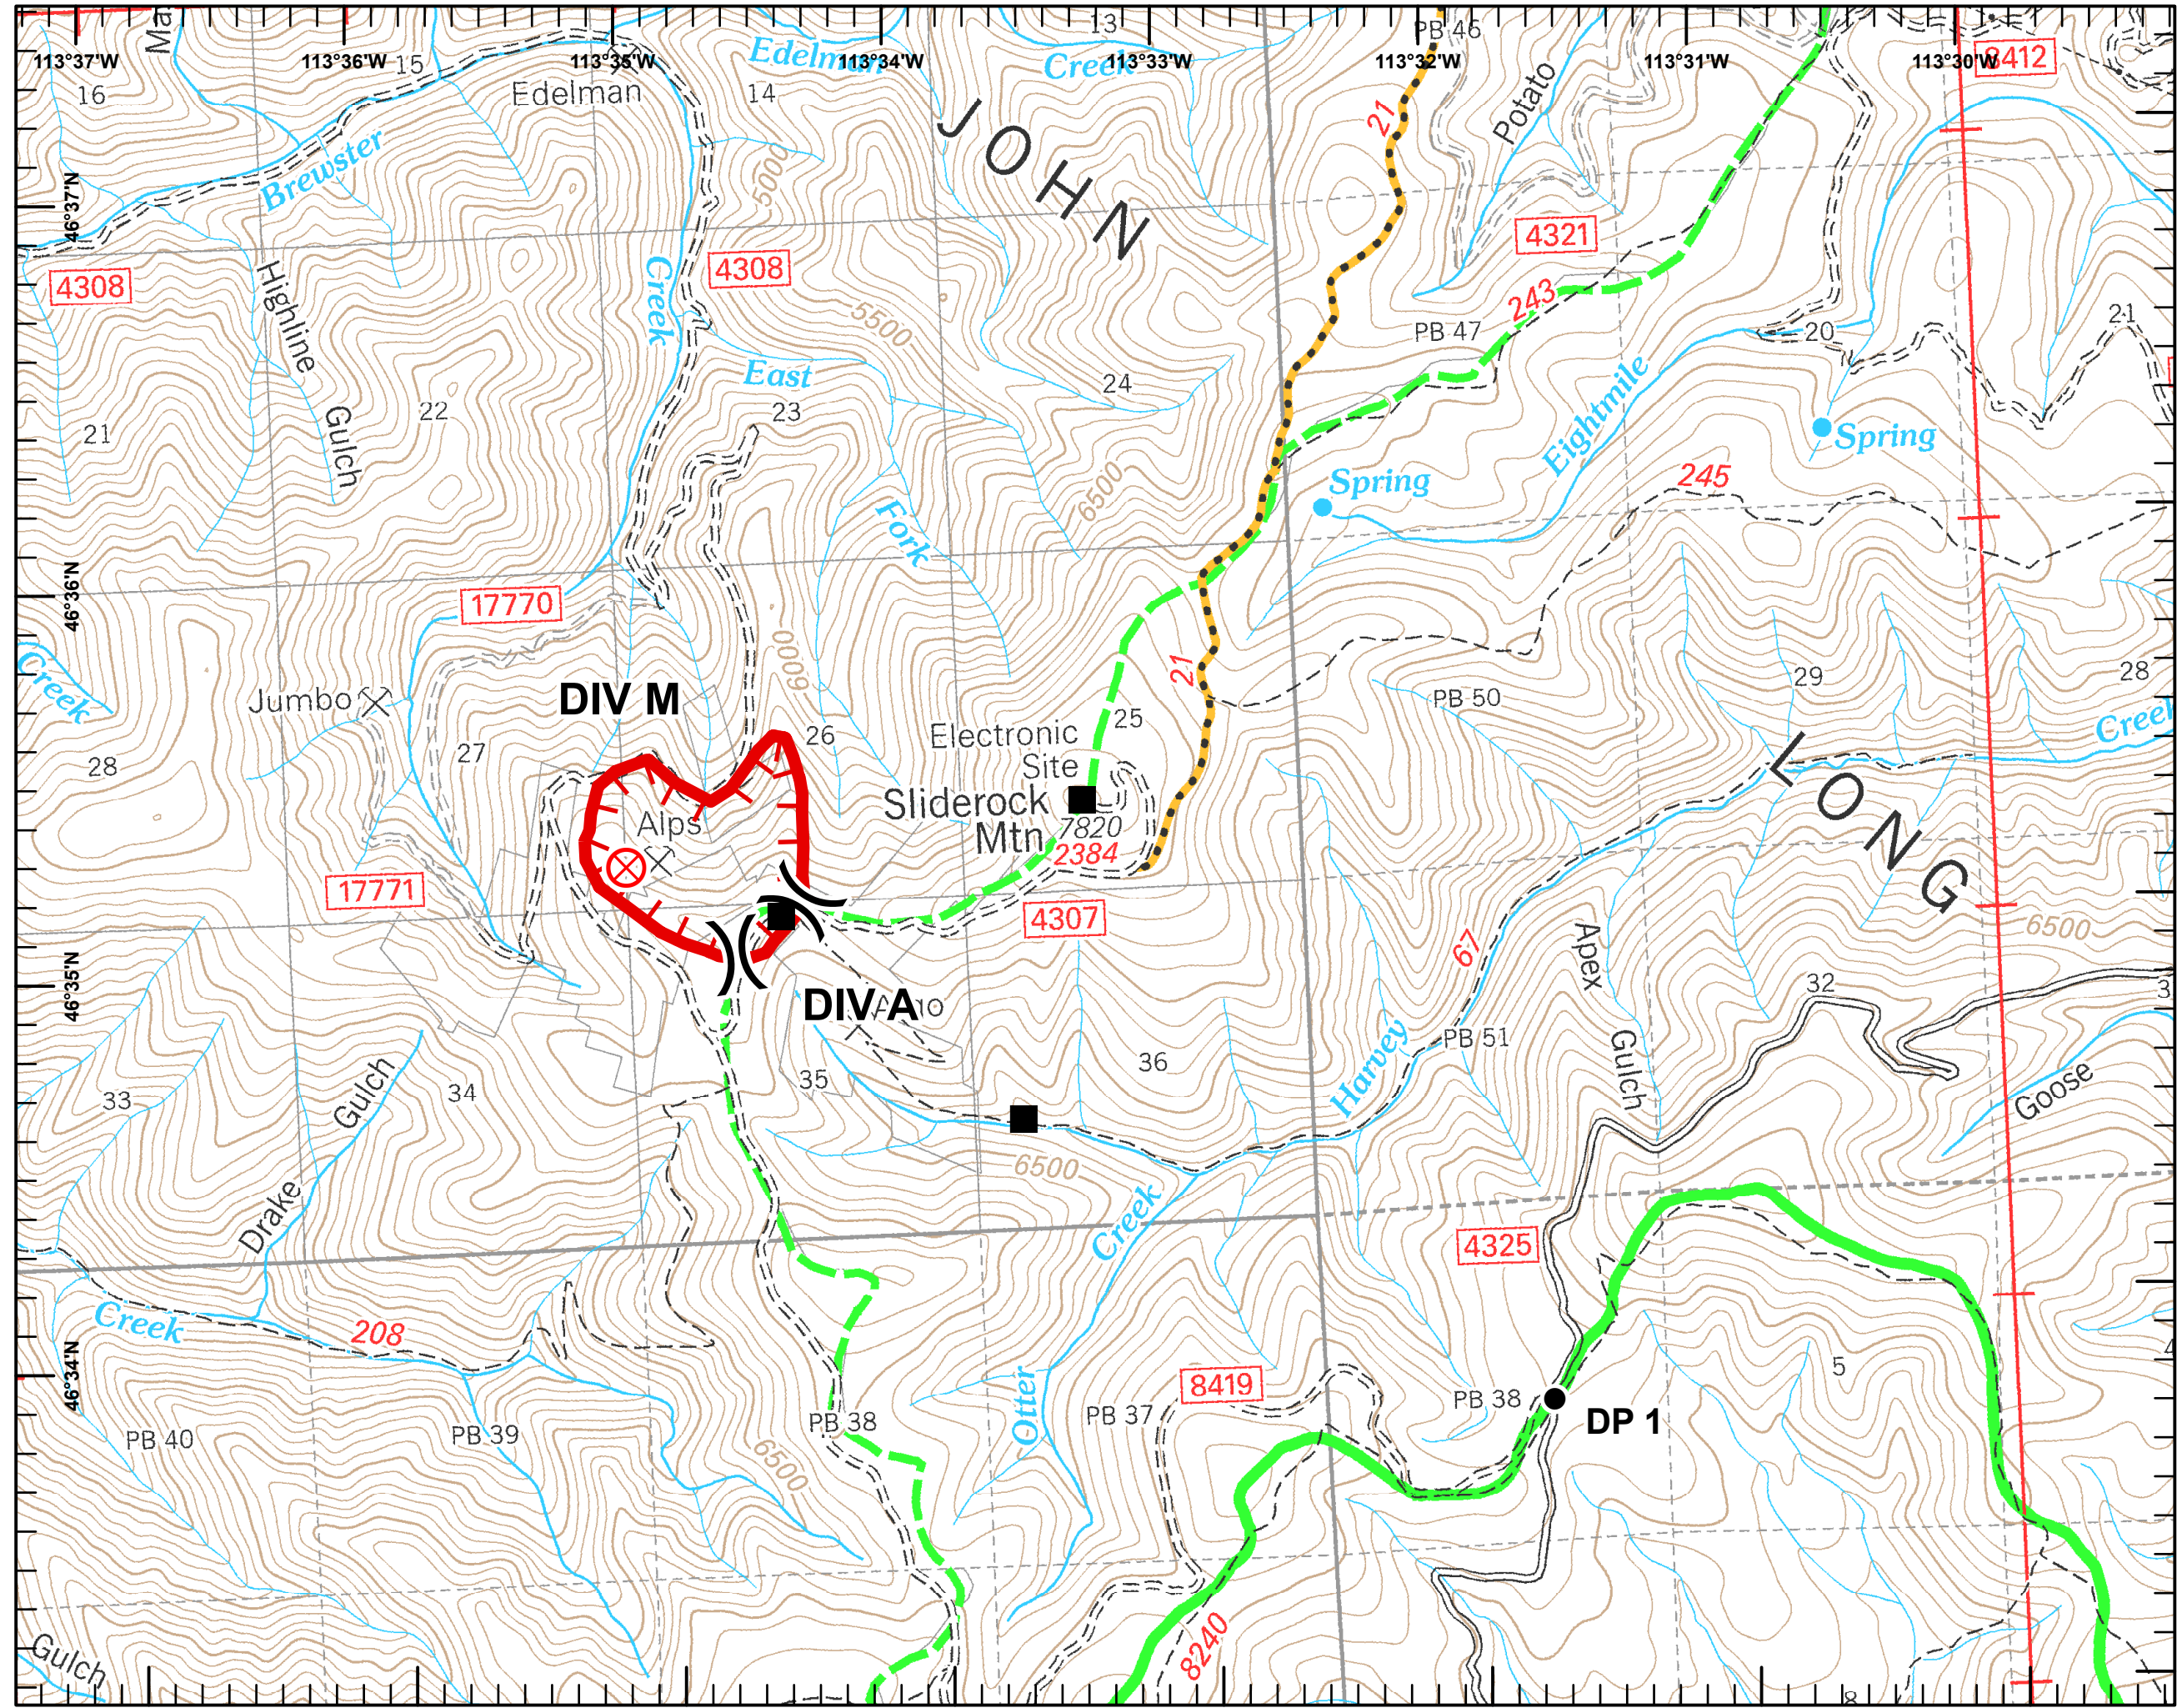 113°37'W
113°36'W
113°35'W
113°34'W
113°33'W
113°32'W
113°31'W
113°30'W
16
15
Edelman
14
Edelman
13
Creek
PB 46
21
Potato
8412
Brewster
5000
JOHN
46°37'N
4308
Highline
Gulch
Creek
4308
5500
4321
243
PB 47
20
21
21
22
East
23
24
Eightmile
Spring
Spring
245
6500
Fork
46°36'N
17770
6000
Creek
Jumbo
DIV M
27
28
26
25
21
PB 50
29
28
Creek
Electronic
Site
Sliderock
Mtn
7820
2384
Alps
LONG
17771
4307
67
Apex
Gulch
6500
32
46°35'N
DIV A
PB 51
Harvey
36
35
34
33
Drake
Gulch
Goose
6500
Creek
4325
Creek
208
46°34'N
8419
PB 37
PB 38
PB 38
DP 1
5
4
Otter
PB 40
PB 39
6500
8240
Gulch
8